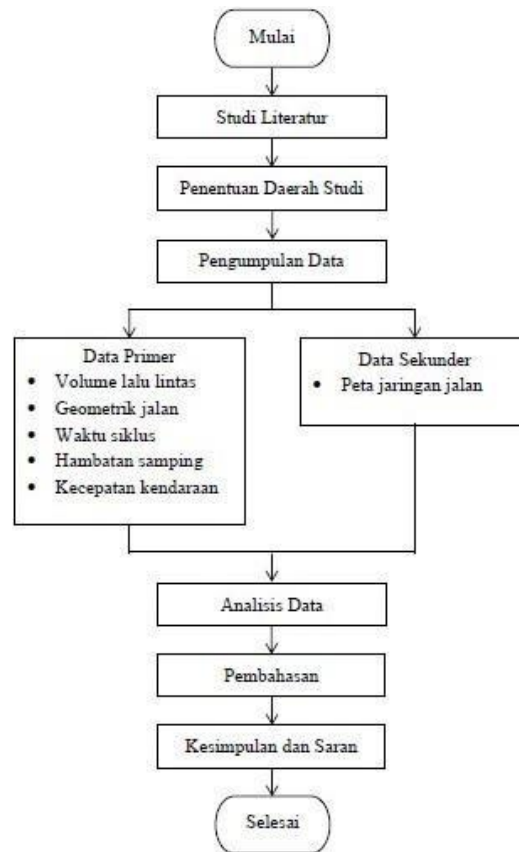 Mulai
Studi Literatur
Penentuan Daerah Studi
Pengumpulan Data
Data Primer
• Volume lalu lintas
• Geometrik jalan
• Waktu siklus
• Hambatan samping
• Kecepatan kendaraan
Data Sekunder
• Peta jaringan jalan
Analisis Data
Pembahasan
Kesimpulan dan Saran
Selesai